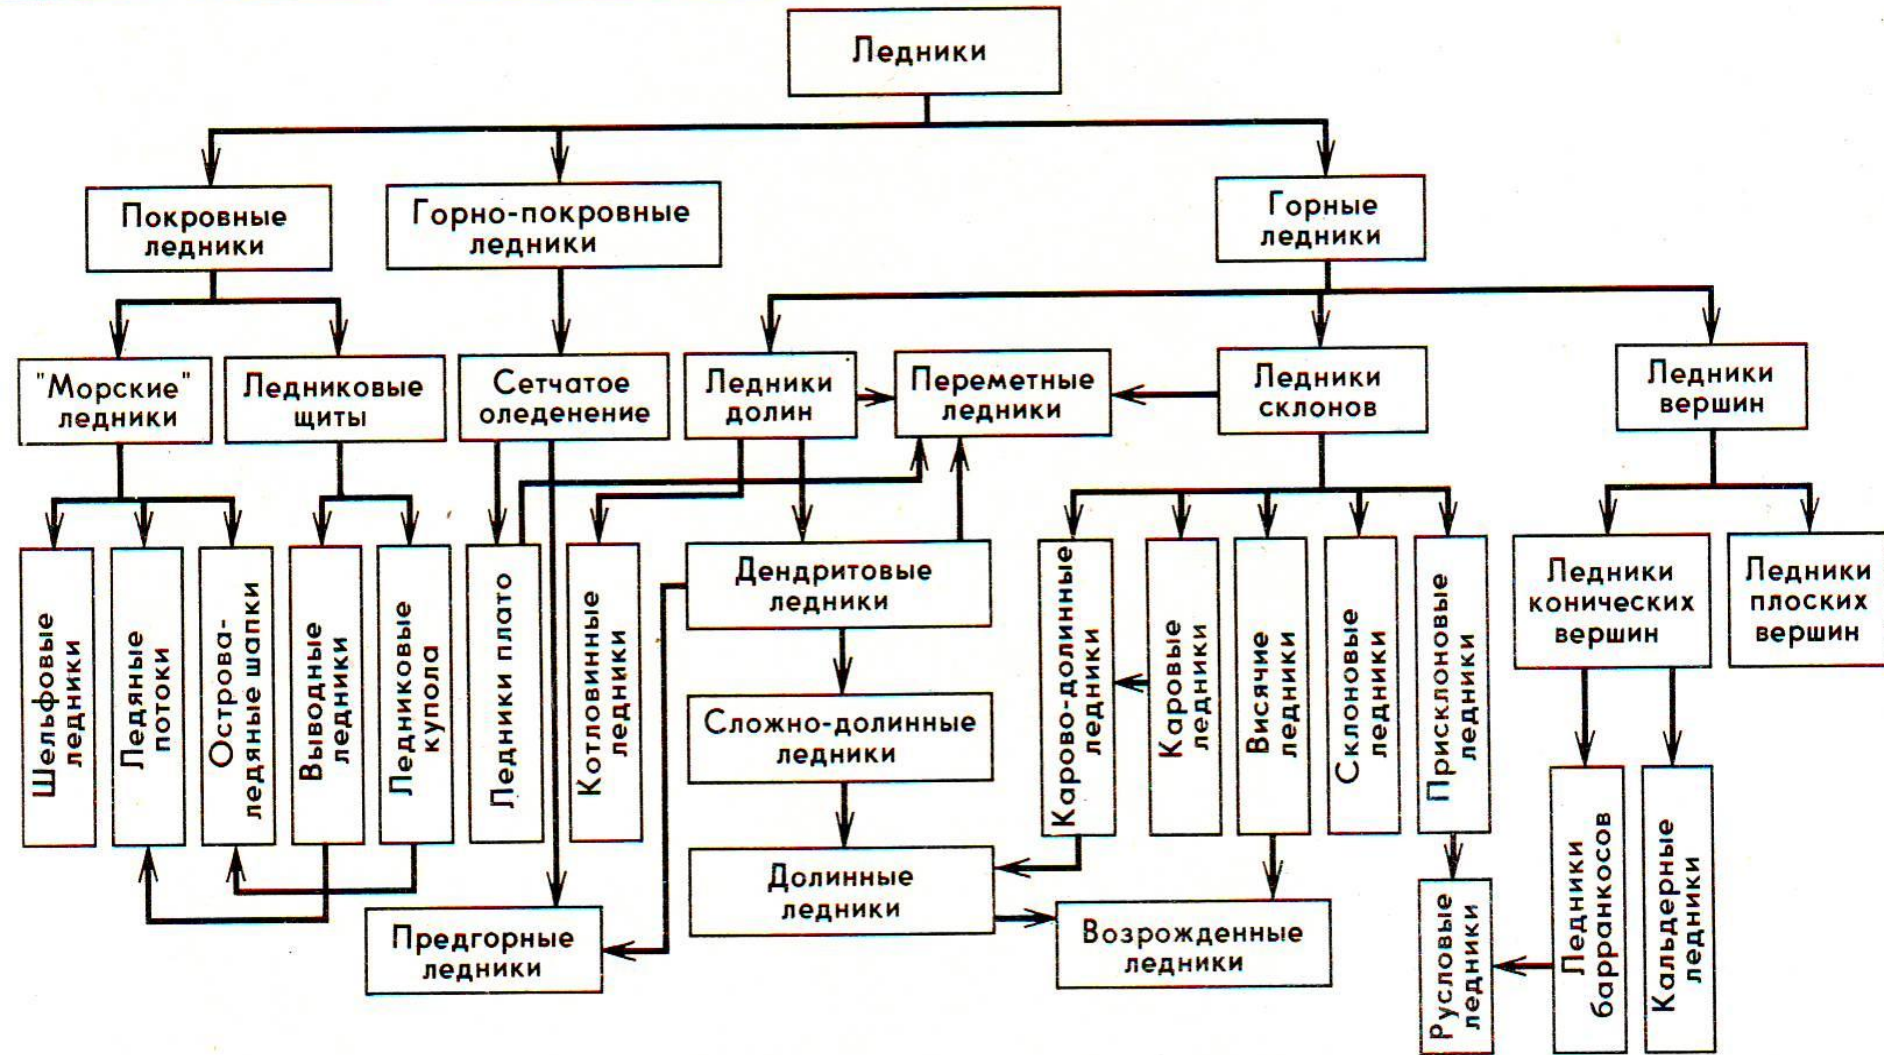 Ледники
Покровные
ледники
Горно-покровные
ледники
Горные
ледники
"Морские"
ледники
Ледниковые
щиты
Сетчатое
оледенение
Ледники
долин
Переметные
ледники
Ледники
склонов
Ледники
вершин
Шельфовые
ледники
Ледяные
потоки
Острова-
ледяные шапки
Выводные
ледники
Ледниковые
купола
Ледники плато
Котловинные
ледники
Дендритовые
ледники
Карово-долинные
ледники
Каровые
ледники
Висячие
ледники
Склоновые
ледники
Присклоновые
ледники
Ледники
конических
вершин
Ледники
плоских
вершин
Сложно-долинные
ледники
Долинные
ледники
Предгорные
ледники
Возрожденные
ледники
Русловые
ледники
Ледники
барранкосов
Кальдерные
ледники